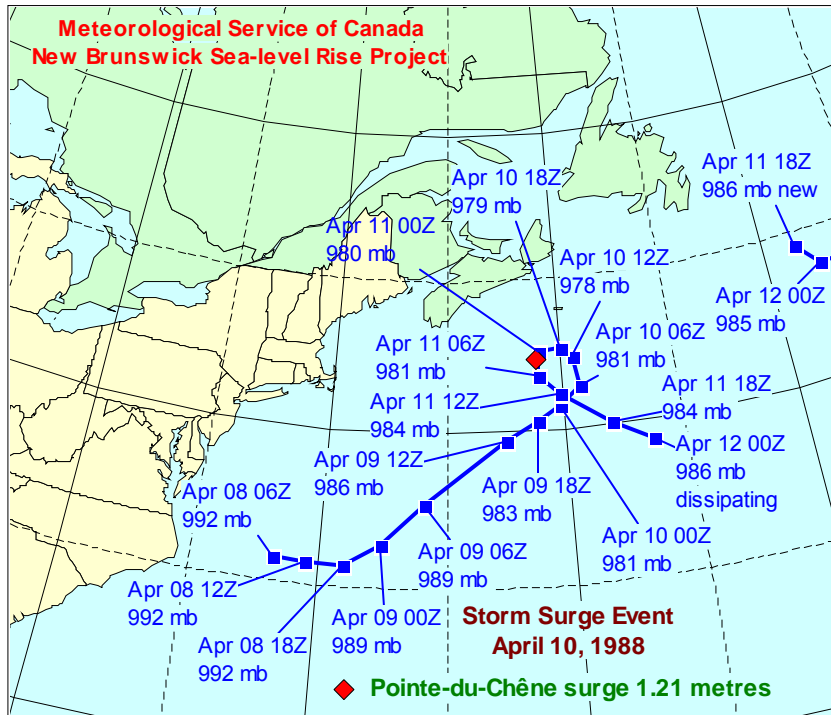 Meteorological Service of Canada
New Brunswick Sea-level Rise Project
Apr 11 18Z
986 mb new
Apr 10 18Z
979 mb
Apr 11 00Z
980 mb
Apr 10 12Z
978 mb
Apr 12 00Z
985 mb
Apr 11 06Z
981 mb
Apr 10 06Z
981 mb
Apr 11 12Z
984 mb
Apr 11 18Z
984 mb
Apr 09 12Z
986 mb
Apr 12 00Z
986 mb
dissipating
Apr 08 06Z
992 mb
Apr 09 18Z
983 mb
Apr 10 00Z
981 mb
Apr 09 06Z
989 mb
Apr 08 12Z
992 mb
Apr 09 00Z
989 mb
Apr 08 18Z
992 mb
Storm Surge Event
April 10, 1988
Pointe-du-Chêne surge 1.21 metres